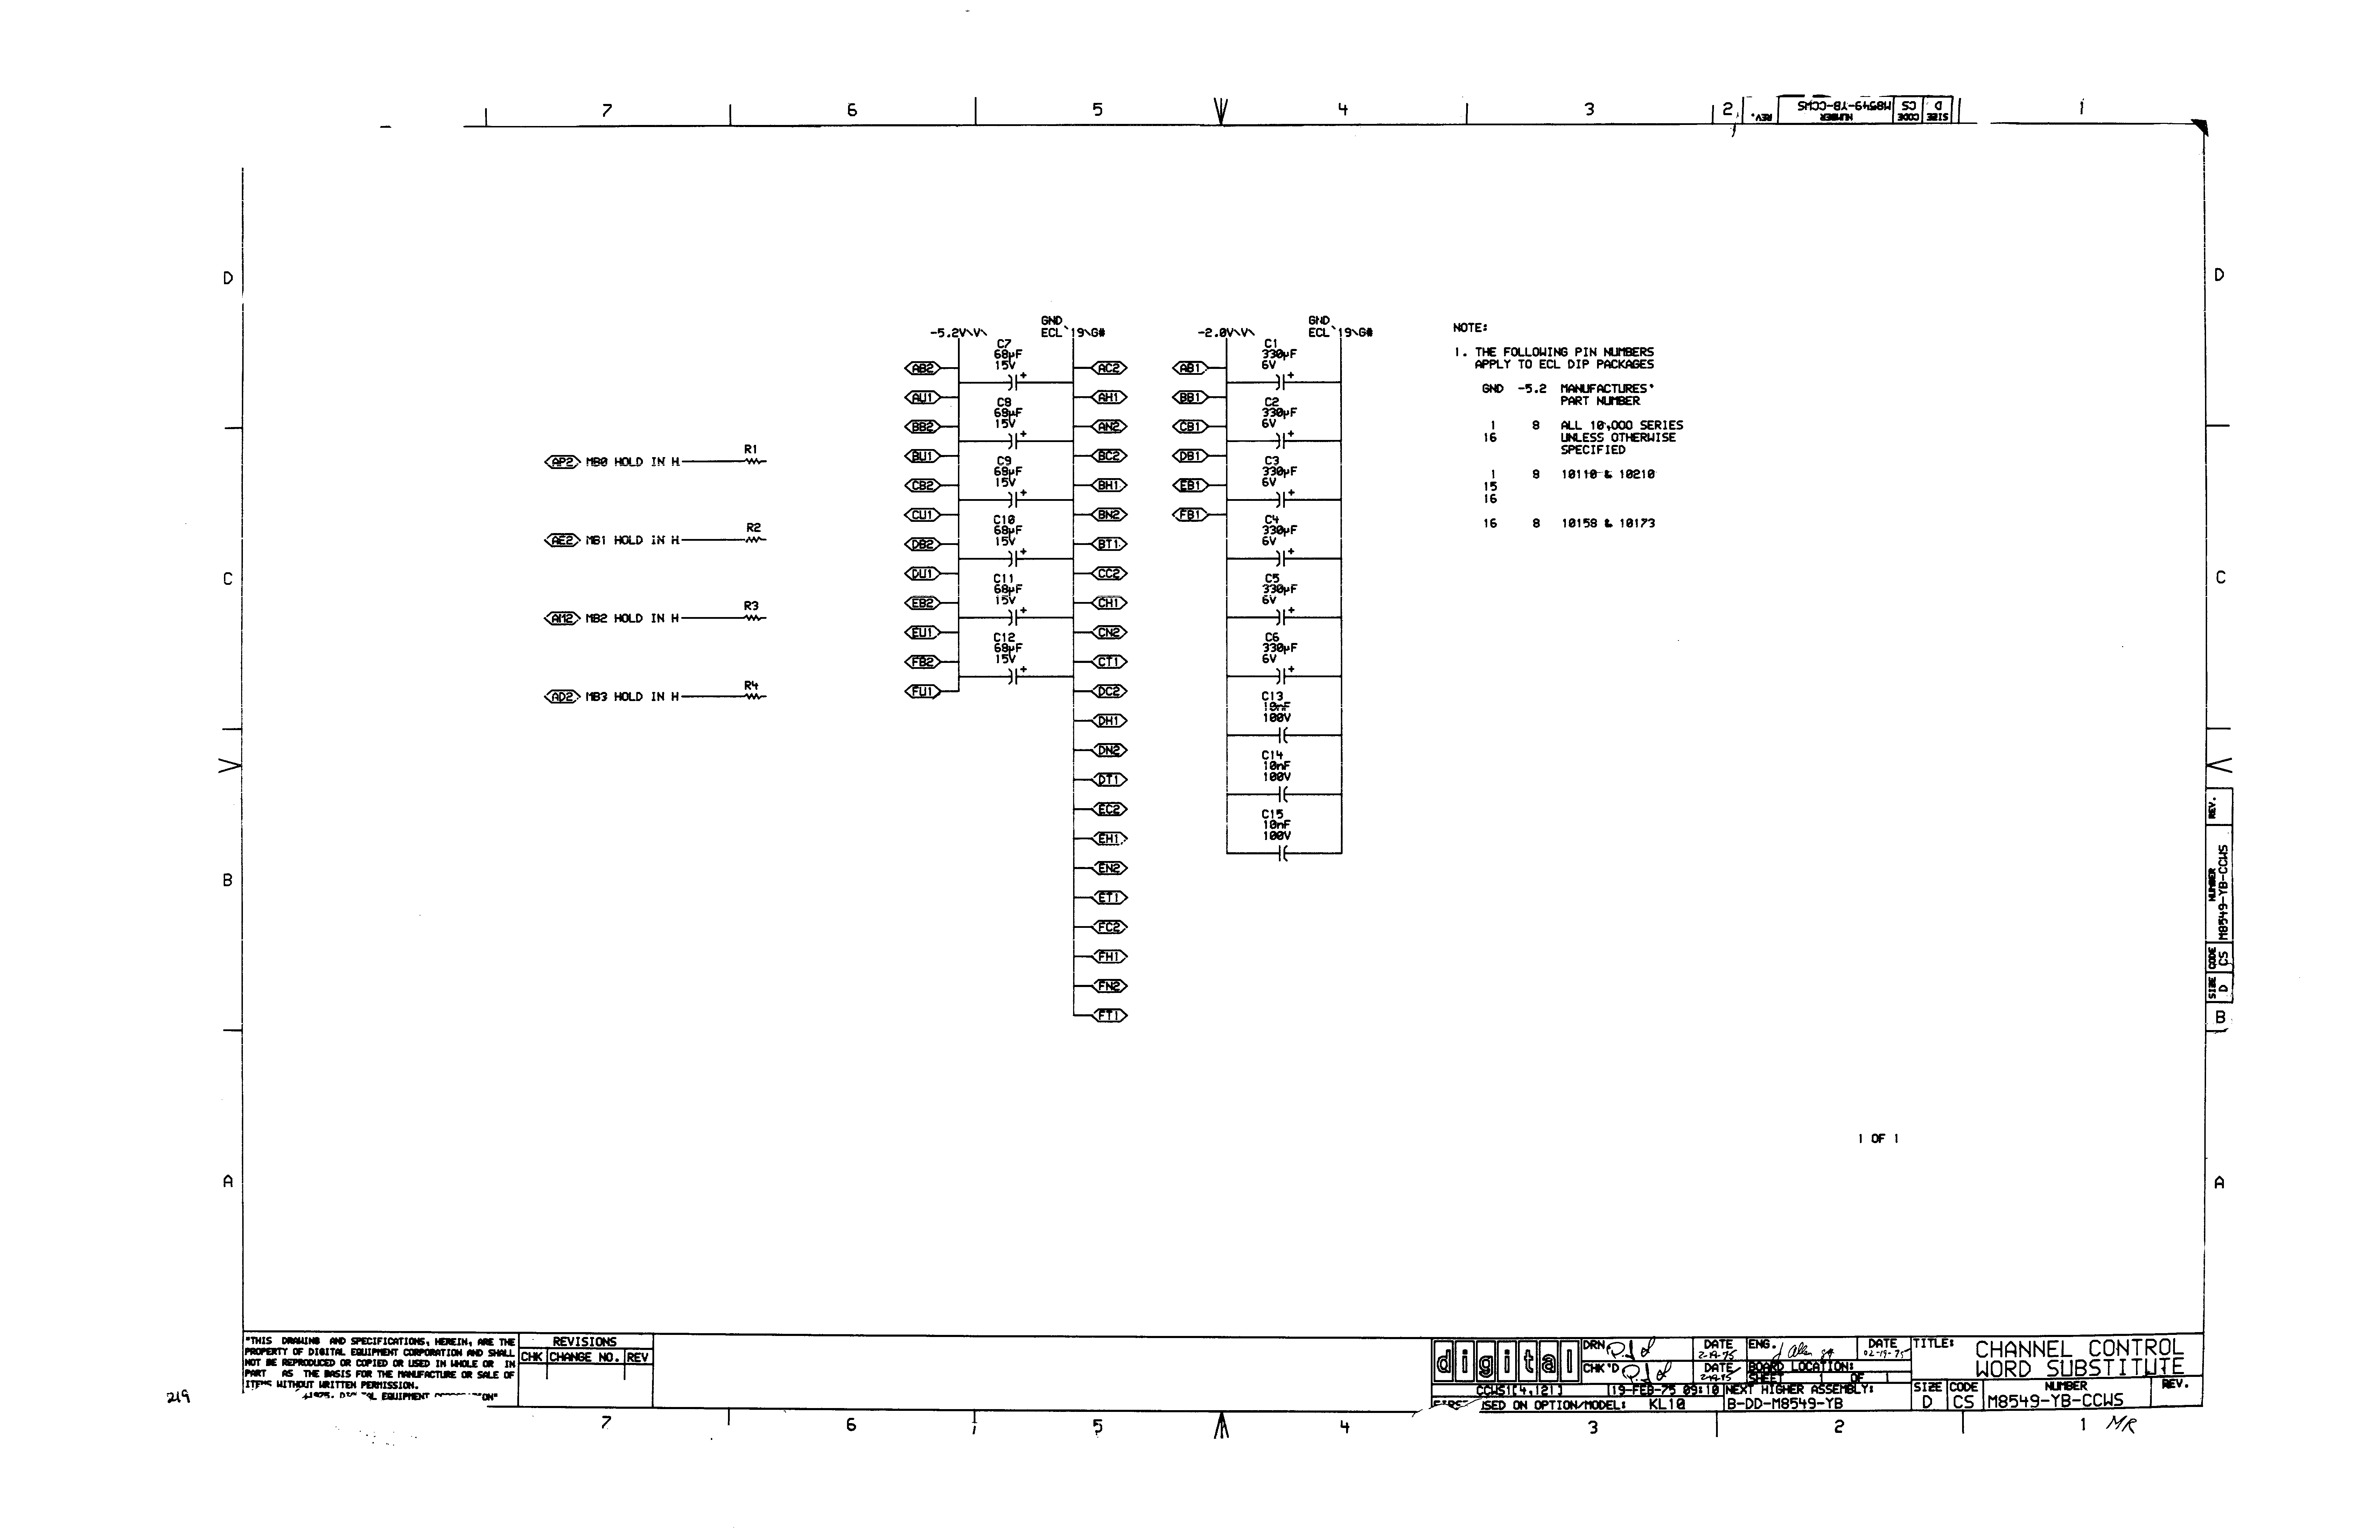 7 6 5 4 3 2 1
SIZE CODE NUMBER REV.
D CS M8549-YB-CCWS
D
C
B
A
AP2 MB0 HOLD IN H R1
AE2 MB1 HOLD IN H R2
AM2 MB2 HOLD IN H R3
AD2 MB3 HOLD IN H R4
-5.2V\V\
GND
ECL`19\G#
AB2
AU1
BB2
BU1
CB2
CU1
DB2
DU1
EB2
EU1
FB2
FU1
C7
68µF
15V
C8
68µF
15V
C9
68µF
15V
C10
68µF
15V
C11
68µF
15V
C12
68µF
15V
AC2
AH1
AN2
BC2
BH1
BN2
BT1
CC2
CH1
CN2
CT1
DC2
DH1
DN2
DT1
EC2
EH1
EN2
ET1
FC2
FH1
FN2
FT1
-2.0V\V\
GND
ECL`19\G#
AB1
BB1
CB1
DB1
EB1
FB1
C1
330µF
6V
C2
330µF
6V
C3
330µF
6V
C4
330µF
6V
C5
330µF
6V
C6
330µF
6V
C13
10nF
100V
C14
10nF
100V
C15
10nF
100V
NOTE:
1. THE FOLLOWING PIN NUMBERS
APPLY TO ECL DIP PACKAGES
GND -5.2 MANUFACTURES'
PART NUMBER
1 8 ALL 10,000 SERIES
16 UNLESS OTHERWISE
SPECIFIED
1 8 10110 & 10210
15
16
16 8 10158 & 10173
D
C
REV.
NUMBER
M8549-YB-CCWS
CODE
CS
SIZE
D
B
A
1 OF 1
"THIS DRAWING AND SPECIFICATIONS, HEREIN, ARE THE
PROPERTY OF DIGITAL EQUIPMENT CORPORATION AND SHALL
NOT BE REPRODUCED OR COPIED OR USED IN WHOLE OR IN
PART AS THE BASIS FOR THE MANUFACTURE OR SALE OF
ITEMS WITHOUT WRITTEN PERMISSION.
EQUIPMENT
REVISIONS
CHK CHANGE NO. REV
digital
DRN
DATE
2-19-75
ENG.
DATE
02-19-75
CHK'D
DATE
2-19-75
BOARD LOCATION:
SHEET 1 OF 1
CCWS1[4,121] 19-FEB-75 09:10 NEXT HIGHER ASSEMBLY:
USED ON OPTION/MODEL: KL10 B-DD-M8549-YB
TITLE: CHANNEL CONTROL
WORD SUBSTITUTE
SIZE CODE NUMBER REV.
D CS M8549-YB-CCWS
219
7 6 5 4 3 2 1 MR